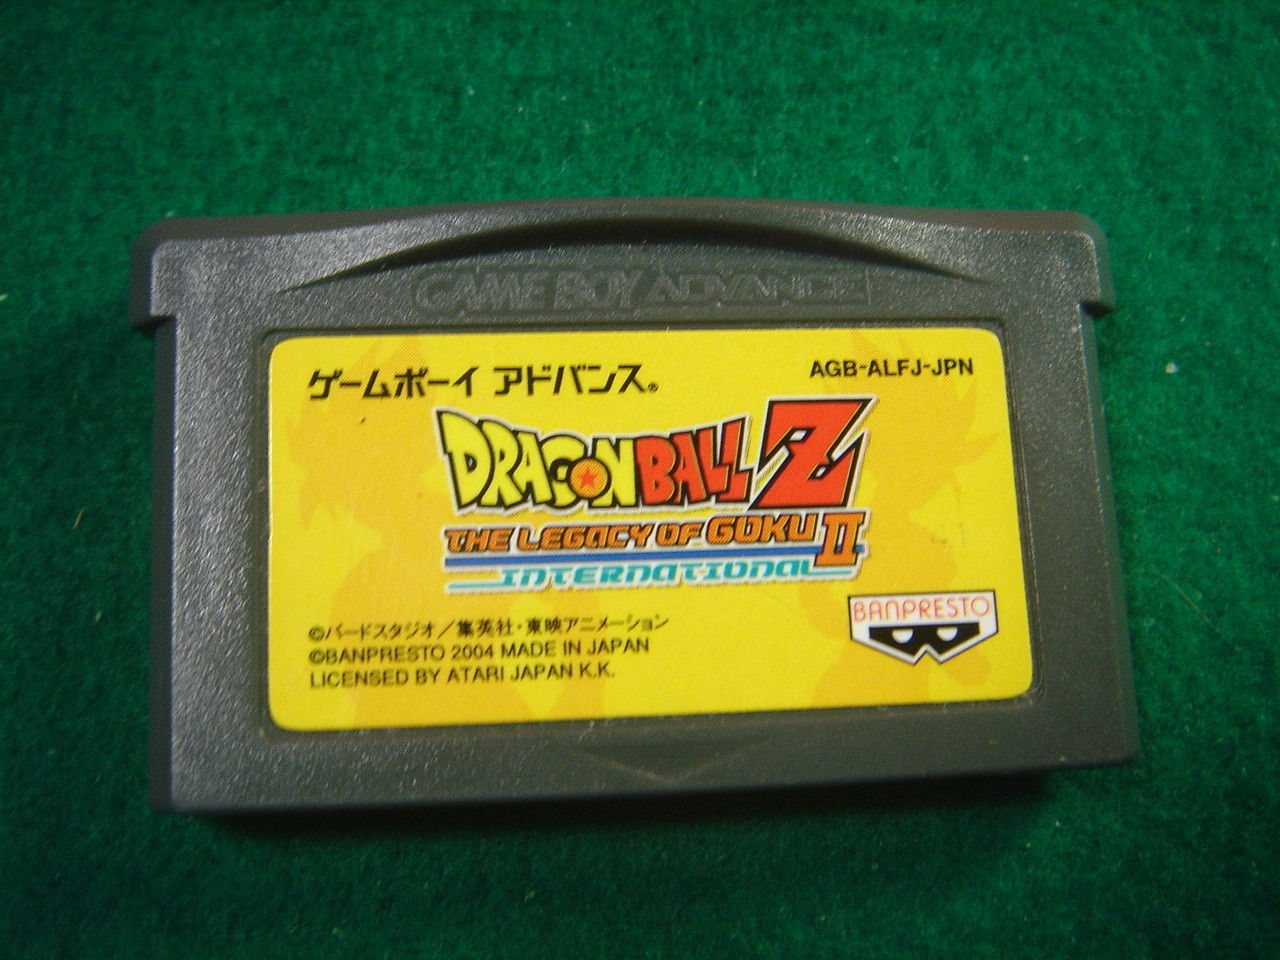 GAME BOY ADVANCE
ゲームボーイ アドバンス®
AGB-ALFJ-JPN
DRAGONBALL Z
THE LEGACY OF GOKU II
INTERNATIONAL
BANPRESTO
©バードスタジオ／集英社・東映アニメーション
©BANPRESTO 2004 MADE IN JAPAN
LICENSED BY ATARI JAPAN K.K.